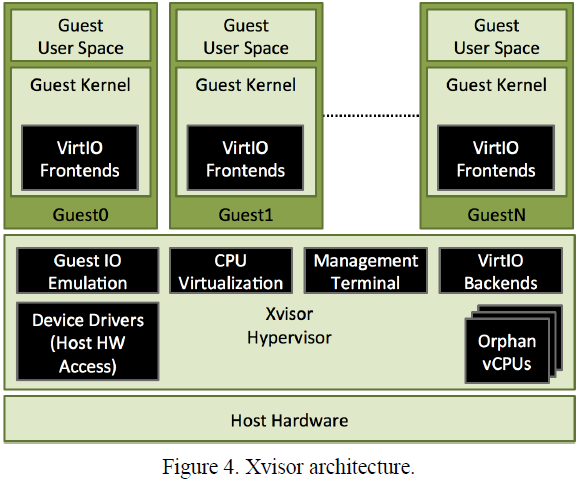 Guest
User Space
Guest Kernel
VirtIO
Frontends
Guest0
Guest
User Space
Guest Kernel
VirtIO
Frontends
Guest1
Guest
User Space
Guest Kernel
VirtIO
Frontends
GuestN
Guest IO
Emulation
CPU
Virtualization
Management
Terminal
VirtIO
Backends
Device Drivers
(Host HW
Access)
Xvisor
Hypervisor
Orphan
vCPUs
Host Hardware
Figure 4. Xvisor architecture.